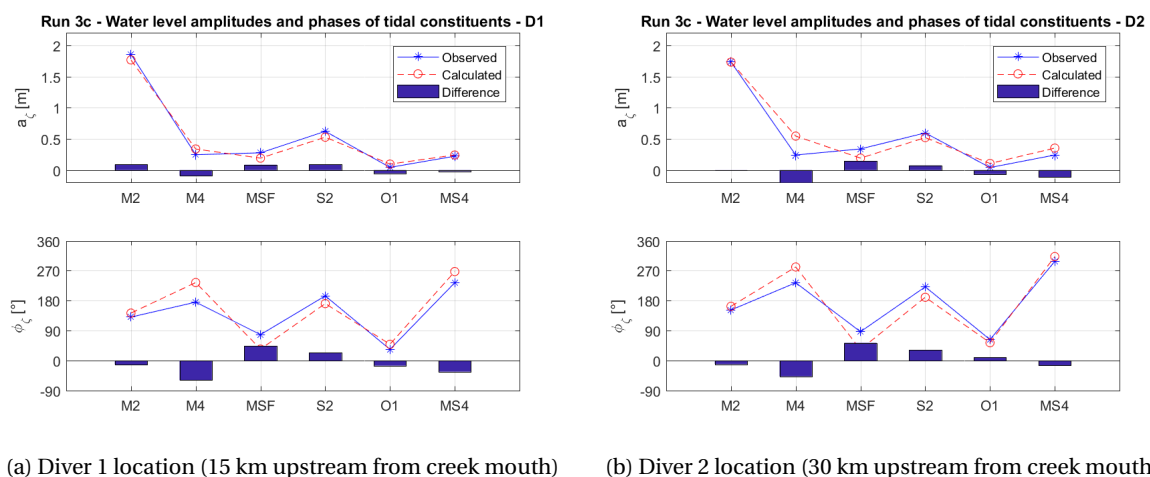 Run 3c - Water level amplitudes and phases of tidal constituents - D1
2
1.5
1
0.5
0
aζ [m]
Observed
Calculated
Difference
M2 M4 MSF S2 O1 MS4
360
270
180
90
0
-90
ϕζ [°]
M2 M4 MSF S2 O1 MS4
(a) Diver 1 location (15 km upstream from creek mouth)
Run 3c - Water level amplitudes and phases of tidal constituents - D2
2
1.5
1
0.5
0
aζ [m]
Observed
Calculated
Difference
M2 M4 MSF S2 O1 MS4
360
270
180
90
0
-90
ϕζ [°]
M2 M4 MSF S2 O1 MS4
(b) Diver 2 location (30 km upstream from creek mouth